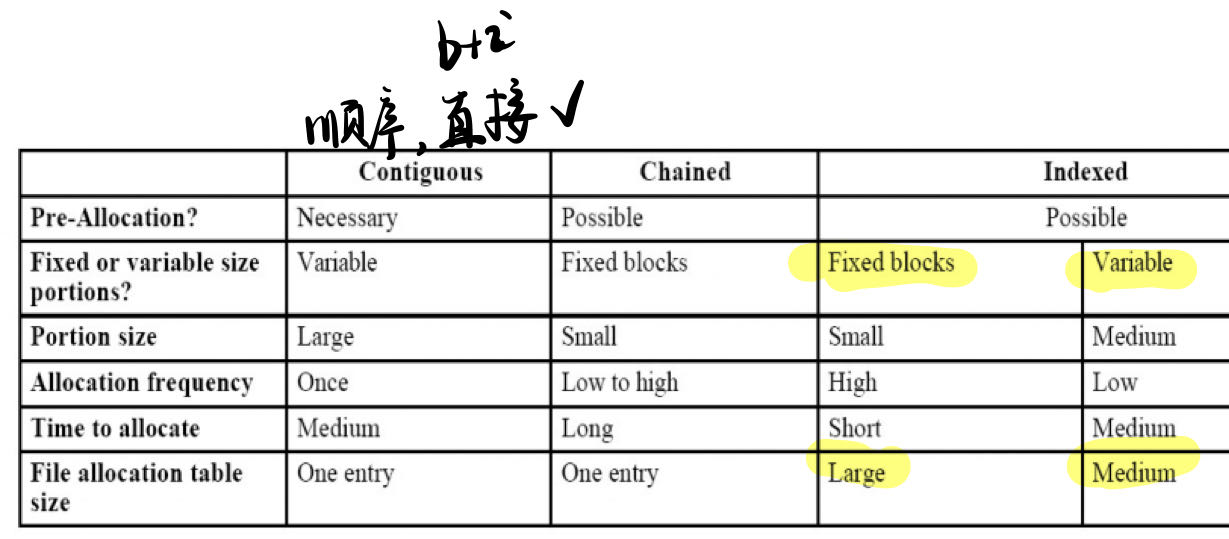 b+i
顺序, 直接 ✓
Contiguous Chained Indexed
Pre-Allocation? Necessary Possible Possible
Fixed or variable size Variable Fixed blocks Fixed blocks Variable
portions?
Portion size Large Small Small Medium
Allocation frequency Once Low to high High Low
Time to allocate Medium Long Short Medium
File allocation table One entry One entry Large Medium
size